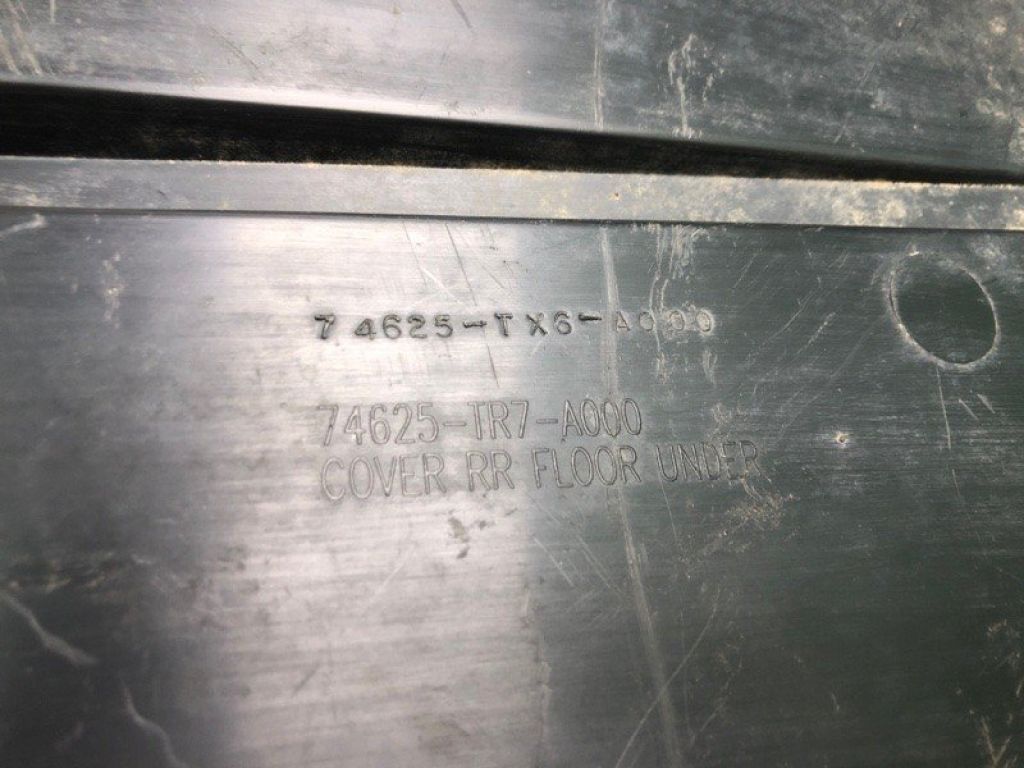 74625-TX6-A000
74625-TR7-A000
COVER RR FLOOR UNDER